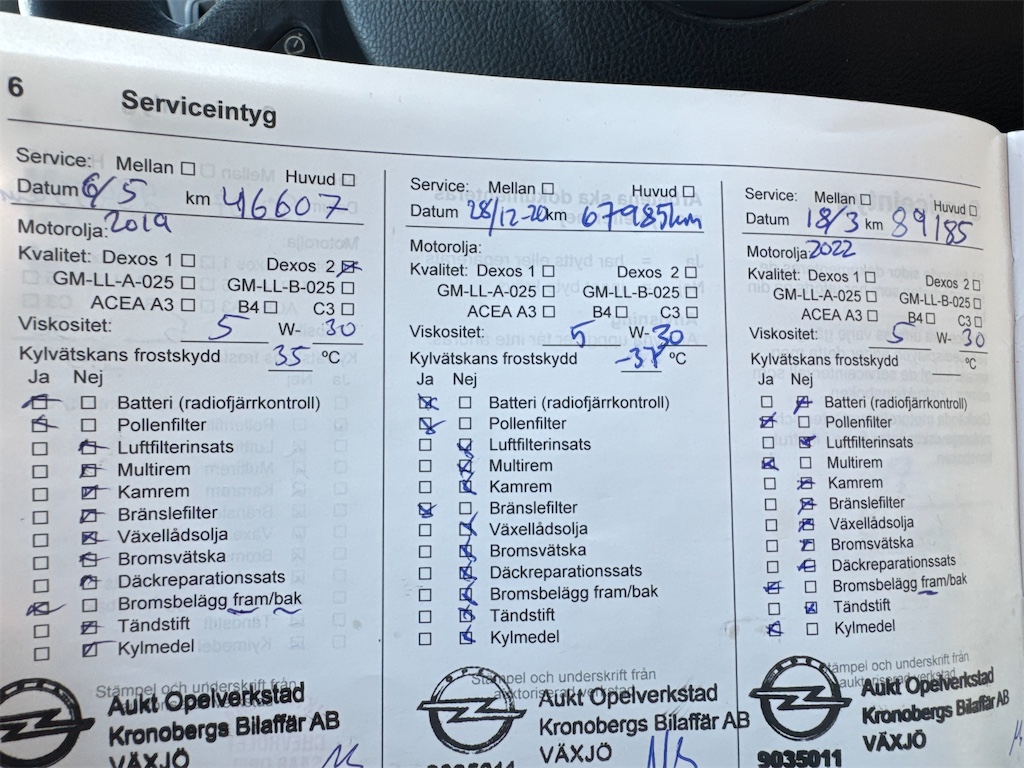 6
Serviceintyg
Service: Mellan ☐ Huvud ☐
Datum 6/5 km 46607
Motorolja: 2019
Kvalitet: Dexos 1 ☐ Dexos 2 ☒
GM-LL-A-025 ☐ GM-LL-B-025 ☐
ACEA A3 ☐ B4 ☐ C3 ☐
Viskositet: 5 W- 30
Kylvätskans frostskydd 35 °C
Ja Nej
☒ ☐ Batteri (radiofjärrkontroll)
☒ ☐ Pollenfilter
☐ ☒ Luftfilterinsats
☐ ☒ Multirem
☐ ☒ Kamrem
☐ ☒ Bränslefilter
☐ ☒ Växellådsolja
☐ ☒ Bromsvätska
☐ ☒ Däckreparationssats
☒ ☐ Bromsbelägg fram/bak
☐ ☒ Tändstift
☐ ☒ Kylmedel
Stämpel och underskrift från
Aukt Opelverkstad
Kronobergs Bilaffär AB
VÄXJÖ
Service: Mellan ☐ Huvud ☐
Datum 28/12-20 km 67985km
Motorolja:
Kvalitet: Dexos 1 ☐ Dexos 2 ☐
GM-LL-A-025 ☐ GM-LL-B-025 ☐
ACEA A3 ☐ B4 ☐ C3 ☐
Viskositet: 5 W- 30
Kylvätskans frostskydd -37 °C
Ja Nej
☒ ☐ Batteri (radiofjärrkontroll)
☒ ☐ Pollenfilter
☐ ☒ Luftfilterinsats
☐ ☒ Multirem
☐ ☒ Kamrem
☒ ☐ Bränslefilter
☐ ☒ Växellådsolja
☐ ☒ Bromsvätska
☐ ☒ Däckreparationssats
☐ ☒ Bromsbelägg fram/bak
☐ ☒ Tändstift
☐ ☒ Kylmedel
Stämpel och underskrift från
auktoriserad verkstad
Aukt Opelverkstad
Kronobergs Bilaffär AB
VÄXJÖ
Service: Mellan ☐ Huvud ☐
Datum 18/3 km 89185
Motorolja: 2022
Kvalitet: Dexos 1 ☐ Dexos 2 ☐
GM-LL-A-025 ☐ GM-LL-B-025 ☐
ACEA A3 ☐ B4 ☐ C3 ☐
Viskositet: 5 W- 30
Kylvätskans frostskydd °C
Ja Nej
☐ ☒ Batteri (radiofjärrkontroll)
☒ ☐ Pollenfilter
☐ ☒ Luftfilterinsats
☒ ☐ Multirem
☐ ☒ Kamrem
☐ ☒ Bränslefilter
☐ ☒ Växellådsolja
☐ ☒ Bromsvätska
☐ ☒ Däckreparationssats
☒ ☐ Bromsbelägg fram/bak
☐ ☒ Tändstift
☒ ☐ Kylmedel
Stämpel och underskrift från
auktoriserad verkstad
Aukt Opelverkstad
Kronobergs Bilaffär AB
VÄXJÖ
9035011